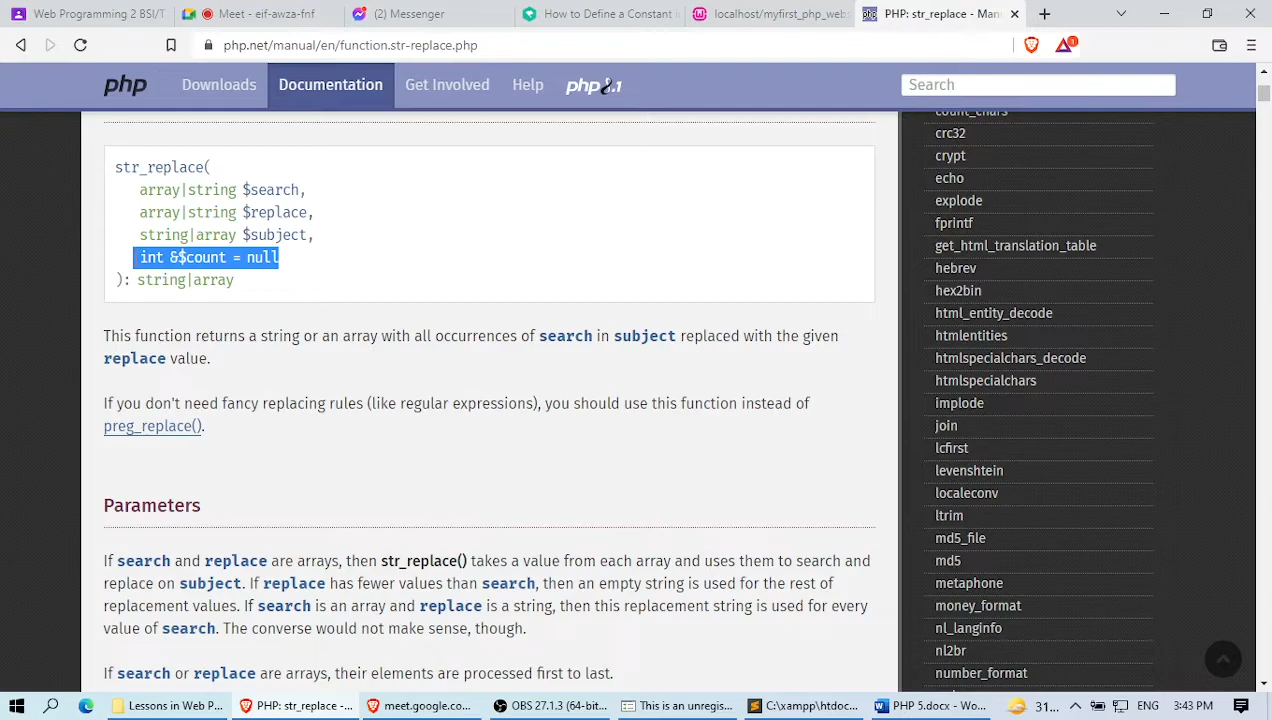 Web Programming 2 BSI/T
Meet - eif-awza-fnf
(2) Messenger
How to Define a Constant i
localhost/myfirst_php_webs
PHP: str_replace - Man
php.net/manual/en/function.str-replace.php
1
php
Downloads
Documentation
Get Involved
Help
php8.1
Search
str_replace(
array|string $search,
array|string $replace,
string|array $subject,
int &$count = null
): string|array
This function returns a string or an array with all occurrences of search in subject replaced with the given
replace value.
If you don't need fancy replacing rules (like regular expressions), you should use this function instead of
preg_replace().
Parameters
If search and replace are arrays, then str_replace() takes a value from each array and uses them to search and
replace on subject. If replace has fewer values than search, then an empty string is used for the rest of
replacement values. If search is an array and replace is a string, then this replacement string is used for every
value of search. The converse would not make sense, though.
If search or replace are arrays, their elements are processed first to last.
count_chars
crc32
crypt
echo
explode
fprintf
get_html_translation_table
hebrev
hex2bin
html_entity_decode
htmlentities
htmlspecialchars_decode
htmlspecialchars
implode
join
lcfirst
levenshtein
localeconv
ltrim
md5_file
md5
metaphone
money_format
nl_langinfo
nl2br
number_format
Lessons in Web P...
PHP: str_replace -...
meet.google.co...
OBS 27.1.3 (64-bit...
This is an unregis...
C:\xampp\htdoc...
PHP 5.docx - Wo...
31...
ENG
3:43 PM